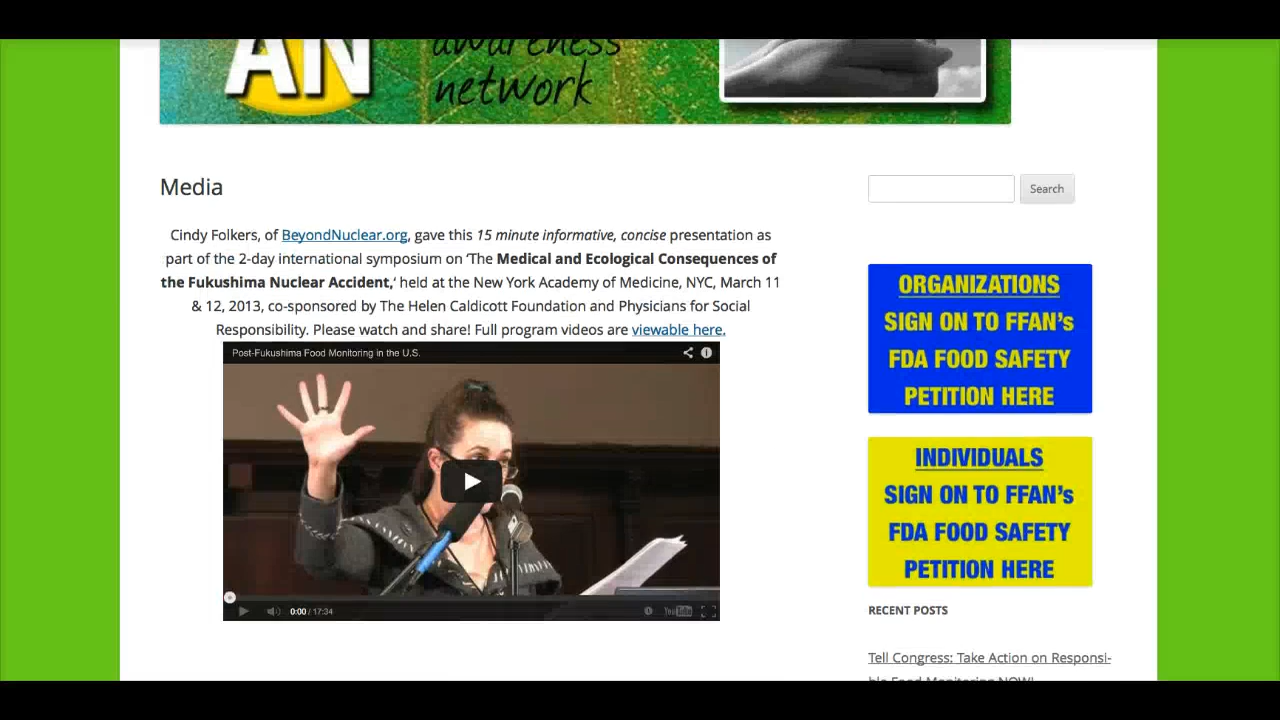 AN
awareness
network
Media
Search
Cindy Folkers, of BeyondNuclear.org, gave this 15 minute informative, concise presentation as
part of the 2-day international symposium on ‘The Medical and Ecological Consequences of
the Fukushima Nuclear Accident,‘ held at the New York Academy of Medicine, NYC, March 11
& 12, 2013, co-sponsored by The Helen Caldicott Foundation and Physicians for Social
Responsibility. Please watch and share! Full program videos are viewable here.
Post-Fukushima Food Monitoring in the U.S.
0:00 / 17:34
YouTube
ORGANIZATIONS
SIGN ON TO FFAN's
FDA FOOD SAFETY
PETITION HERE
INDIVIDUALS
SIGN ON TO FFAN's
FDA FOOD SAFETY
PETITION HERE
RECENT POSTS
Tell Congress: Take Action on Responsi-
ble Food Monitoring NOW!